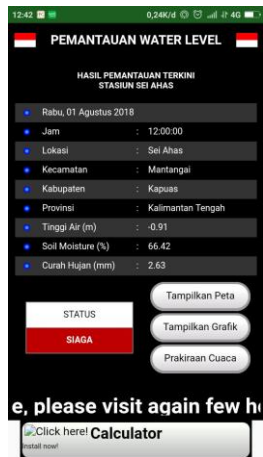 12:42 0,24K/d 4G
PEMANTAUAN WATER LEVEL
HASIL PEMANTAUAN TERKINI
STASIUN SEI AHAS
Rabu, 01 Agustus 2018
Jam : 12:00:00
Lokasi : Sei Ahas
Kecamatan : Mantangai
Kabupaten : Kapuas
Provinsi : Kalimantan Tengah
Tinggi Air (m) : -0.91
Soil Moisture (%) : 66.42
Curah Hujan (mm) : 2.63
Tampilkan Peta
STATUS
Tampilkan Grafik
SIAGA
Prakiraan Cuaca
e, please visit again few h
Click here! Calculator
Install now!